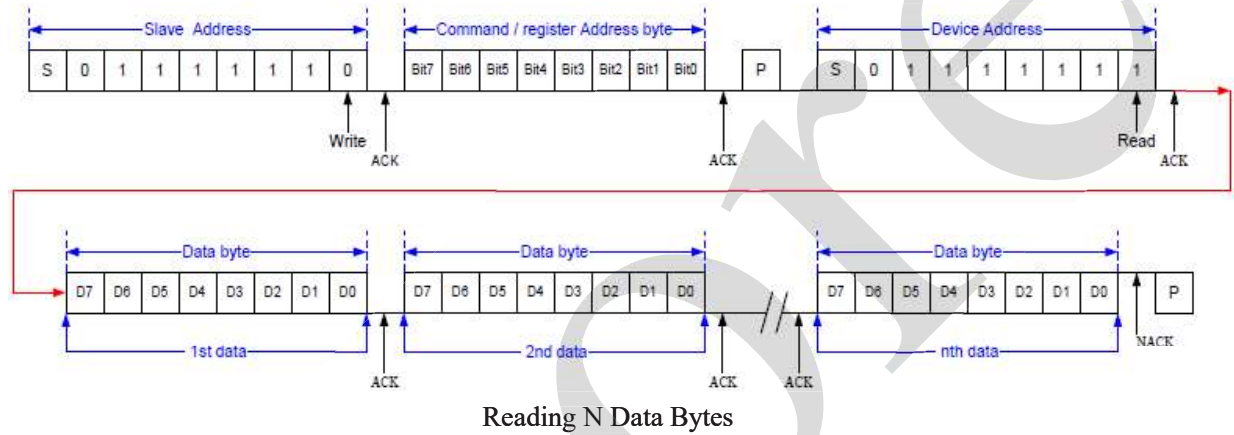 Slave Address Command / register Address byte Device Address
S 0 1 1 1 1 1 1 0 Bit7 Bit6 Bit5 Bit4 Bit3 Bit2 Bit1 Bit0 P S 0 1 1 1 1 1 1 1
Write ACK ACK Read ACK
Data byte Data byte Data byte
D7 D6 D5 D4 D3 D2 D1 D0 D7 D6 D5 D4 D3 D2 D1 D0 D7 D6 D5 D4 D3 D2 D1 D0 P
1st data 2nd data nth data NACK
ACK ACK ACK
Reading N Data Bytes